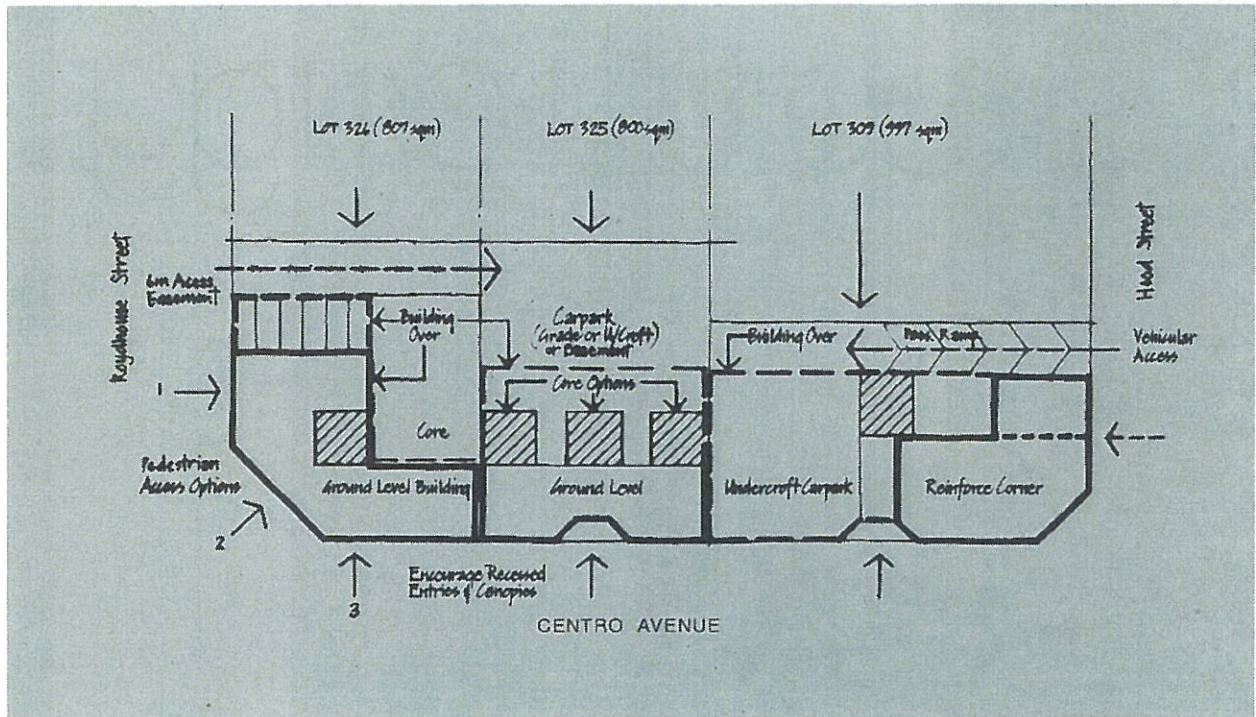 LOT 326 (807 sqm)
LOT 325 (800 sqm)
LOT 309 (997 sqm)
Roydhouse Street
Head Street
6m Access
Easement
Building
Over
Carpark
(Grade or U/Croft)
or Basement
Building Over
Ramp
Vehicular
Access
Core Options
1
Core
Pedestrian
Access Options
Ground Level Building
Ground Level
Undercroft Carpark
Reinforce Corner
2
3
Encourage Recessed
Entries & Canopies
CENTRO AVENUE